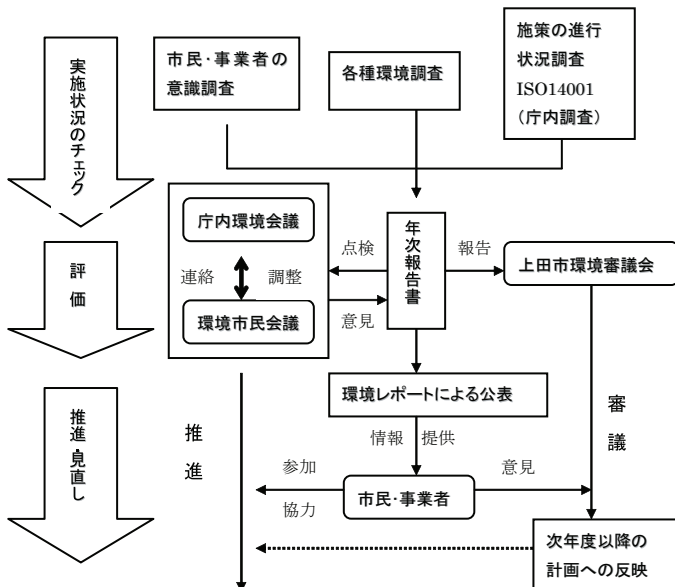 実施状況のチェック
市民・事業者の
意識調査
各種環境調査
施策の進行
状況調査
ISO14001
（庁内調査）
庁内環境会議
連絡
調整
環境市民会議
点検
意見
年次報告書
報告
上田市環境審議会
評価
環境レポートによる公表
情報
提供
推進・見直し
推進
参加
協力
市民・事業者
意見
審議
次年度以降の
計画への反映